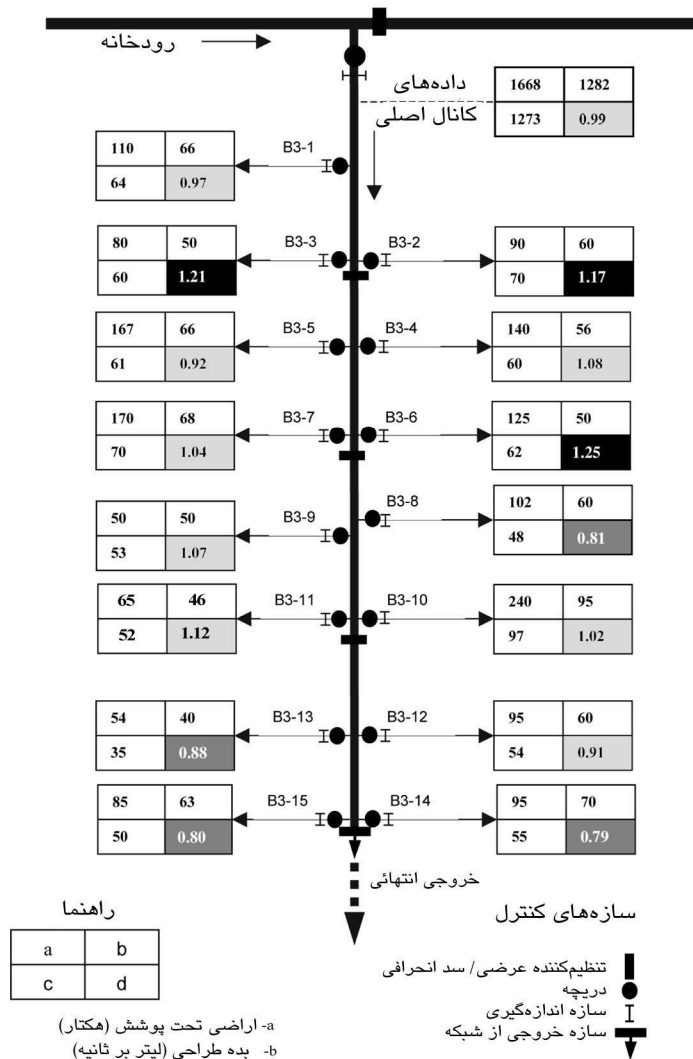 رودخانه
داده‌های
کانال اصلی
1668 1282
1273 0.99
B3-1
110 66
64 0.97
B3-3 B3-2
80 50
60 1.21
90 60
70 1.17
B3-5 B3-4
167 66
61 0.92
140 56
60 1.08
B3-7 B3-6
170 68
70 1.04
125 50
62 1.25
B3-8
102 60
48 0.81
B3-9
50 50
53 1.07
B3-11 B3-10
65 46
52 1.12
240 95
97 1.02
B3-13 B3-12
54 40
35 0.88
95 60
54 0.91
B3-15 B3-14
85 63
50 0.80
95 70
55 0.79
خروجی انتهائی
راهنما
a b
c d
a- اراضی تحت پوشش (هکتار)
b- بده طراحی (لیتر بر ثانیه)
سازه‌های کنترل
تنظیم‌کننده عرضی/ سد انحرافی
دریچه
سازه اندازه‌گیری
سازه خروجی از شبکه